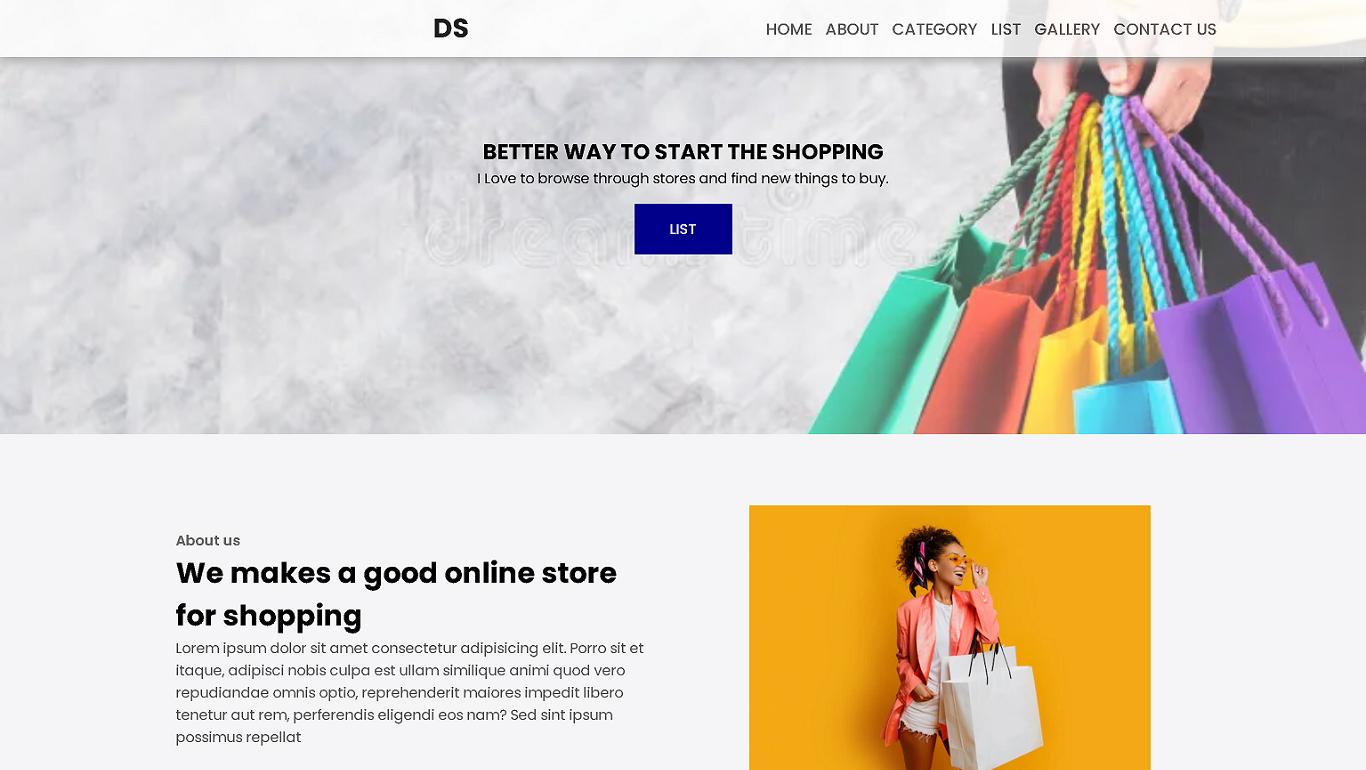 DS
HOME ABOUT CATEGORY LIST GALLERY CONTACT US
BETTER WAY TO START THE SHOPPING
I Love to browse through stores and find new things to buy.
LIST
dreamstime
About us
We makes a good online store
for shopping
Lorem ipsum dolor sit amet consectetur adipisicing elit. Porro sit et
itaque, adipisci nobis culpa est ullam similique animi quod vero
repudiandae omnis optio, reprehenderit maiores impedit libero
tenetur aut rem, perferendis eligendi eos nam? Sed sint ipsum
possimus repellat